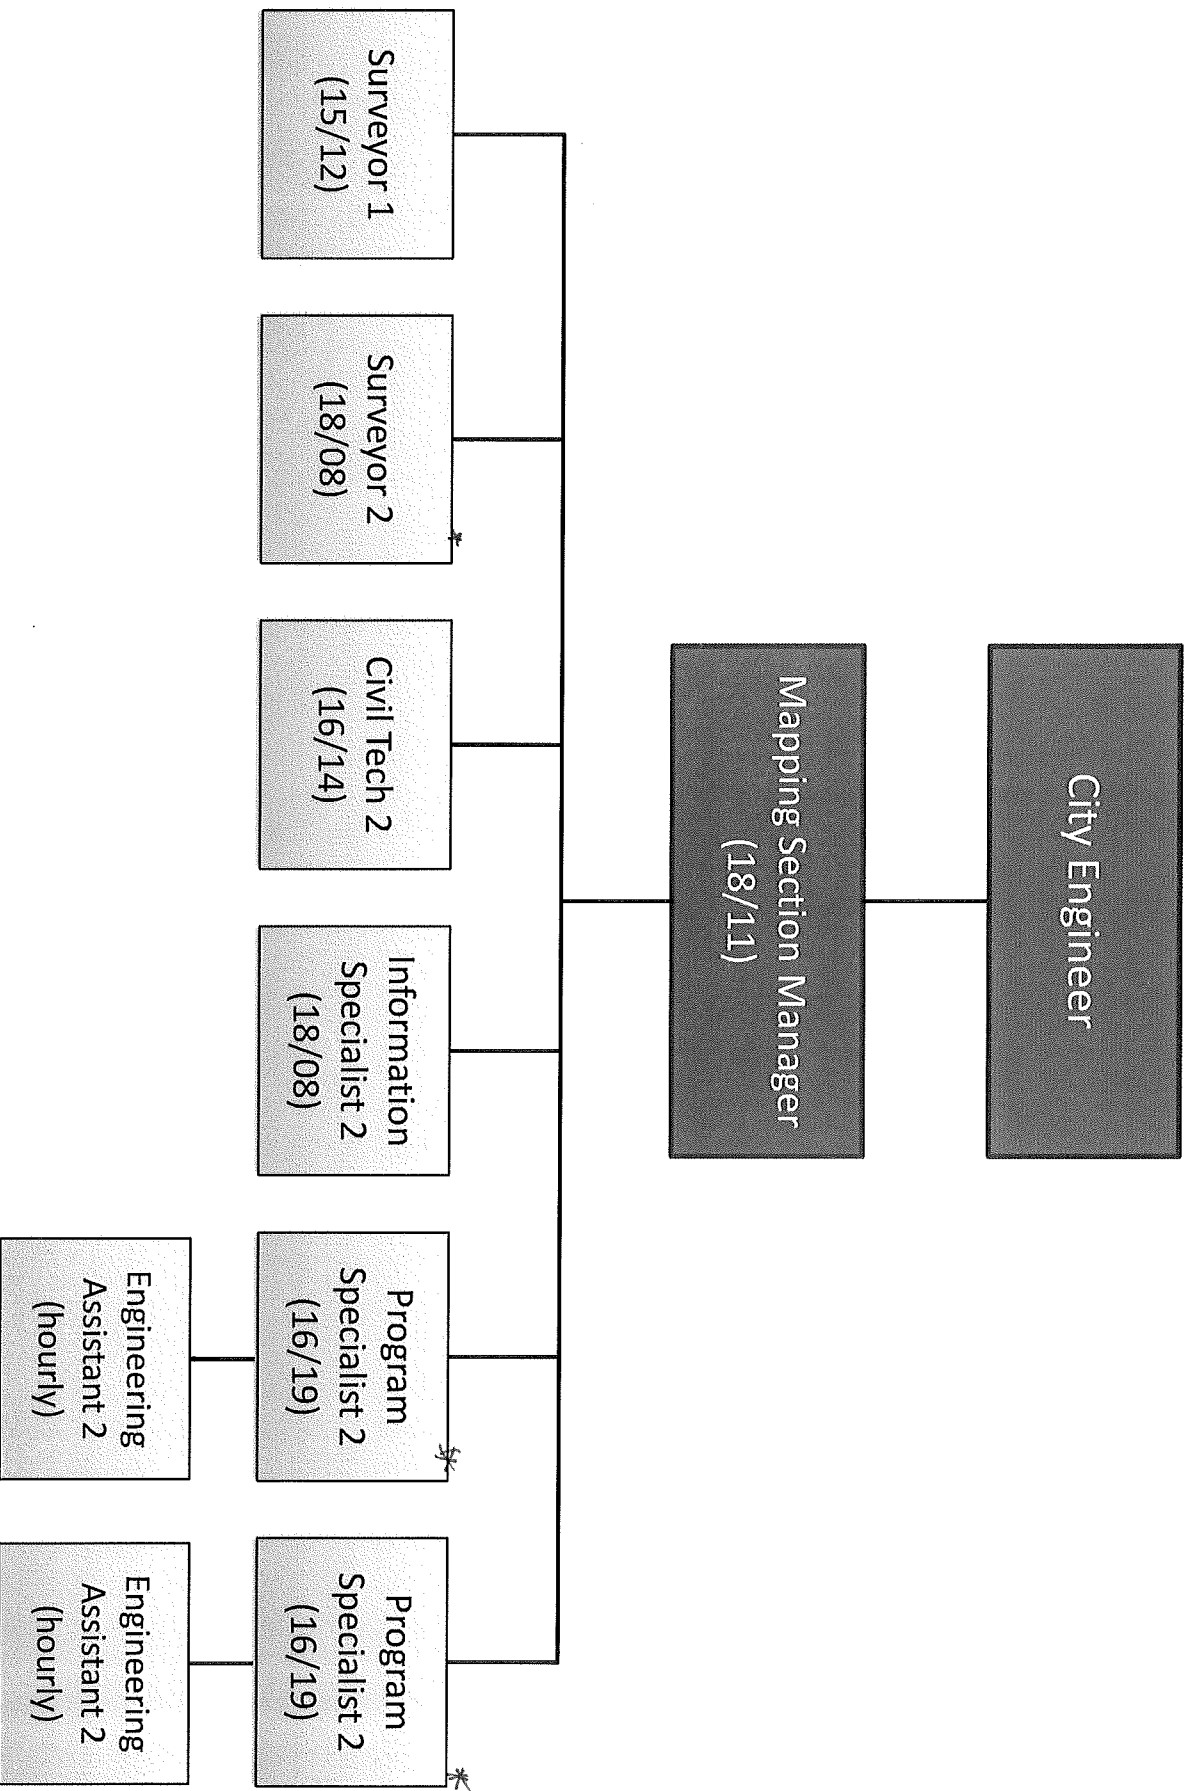 City Engineer
Mapping Section Manager
(18/11)
Surveyor 1
(15/12)
Surveyor 2
(18/08)
*
Civil Tech 2
(16/14)
Information
Specialist 2
(18/08)
Program
Specialist 2
(16/19)
*
Program
Specialist 2
(16/19)
*
Engineering
Assistant 2
(hourly)
Engineering
Assistant 2
(hourly)